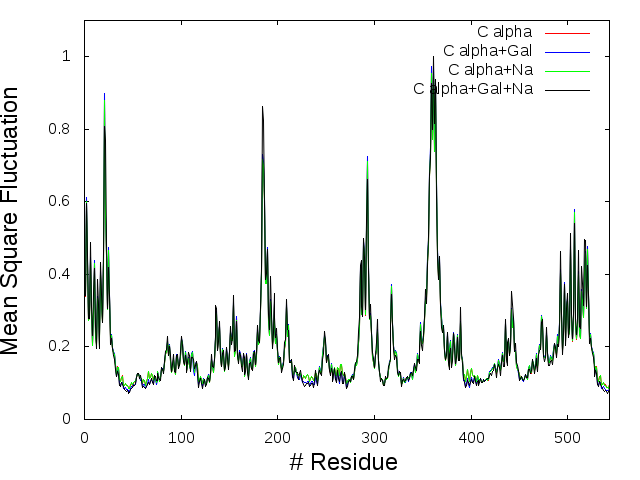 C alpha
C alpha+Gal
C alpha+Na
C alpha+Gal+Na
1
0.8
0.6
0.4
0.2
0
Mean Square Fluctuation
0 100 200 300 400 500
# Residue